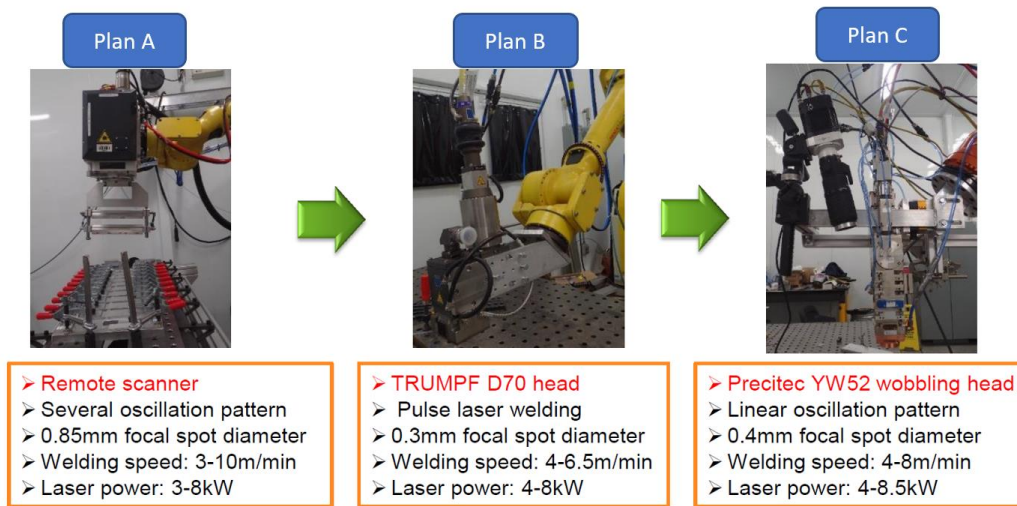 Plan A
Plan B
Plan C
➢ Remote scanner
➢ Several oscillation pattern
➢ 0.85mm focal spot diameter
➢ Welding speed: 3-10m/min
➢ Laser power: 3-8kW
➢ TRUMPF D70 head
➢ Pulse laser welding
➢ 0.3mm focal spot diameter
➢ Welding speed: 4-6.5m/min
➢ Laser power: 4-8kW
➢ Precitec YW52 wobbling head
➢ Linear oscillation pattern
➢ 0.4mm focal spot diameter
➢ Welding speed: 4-8m/min
➢ Laser power: 4-8.5kW